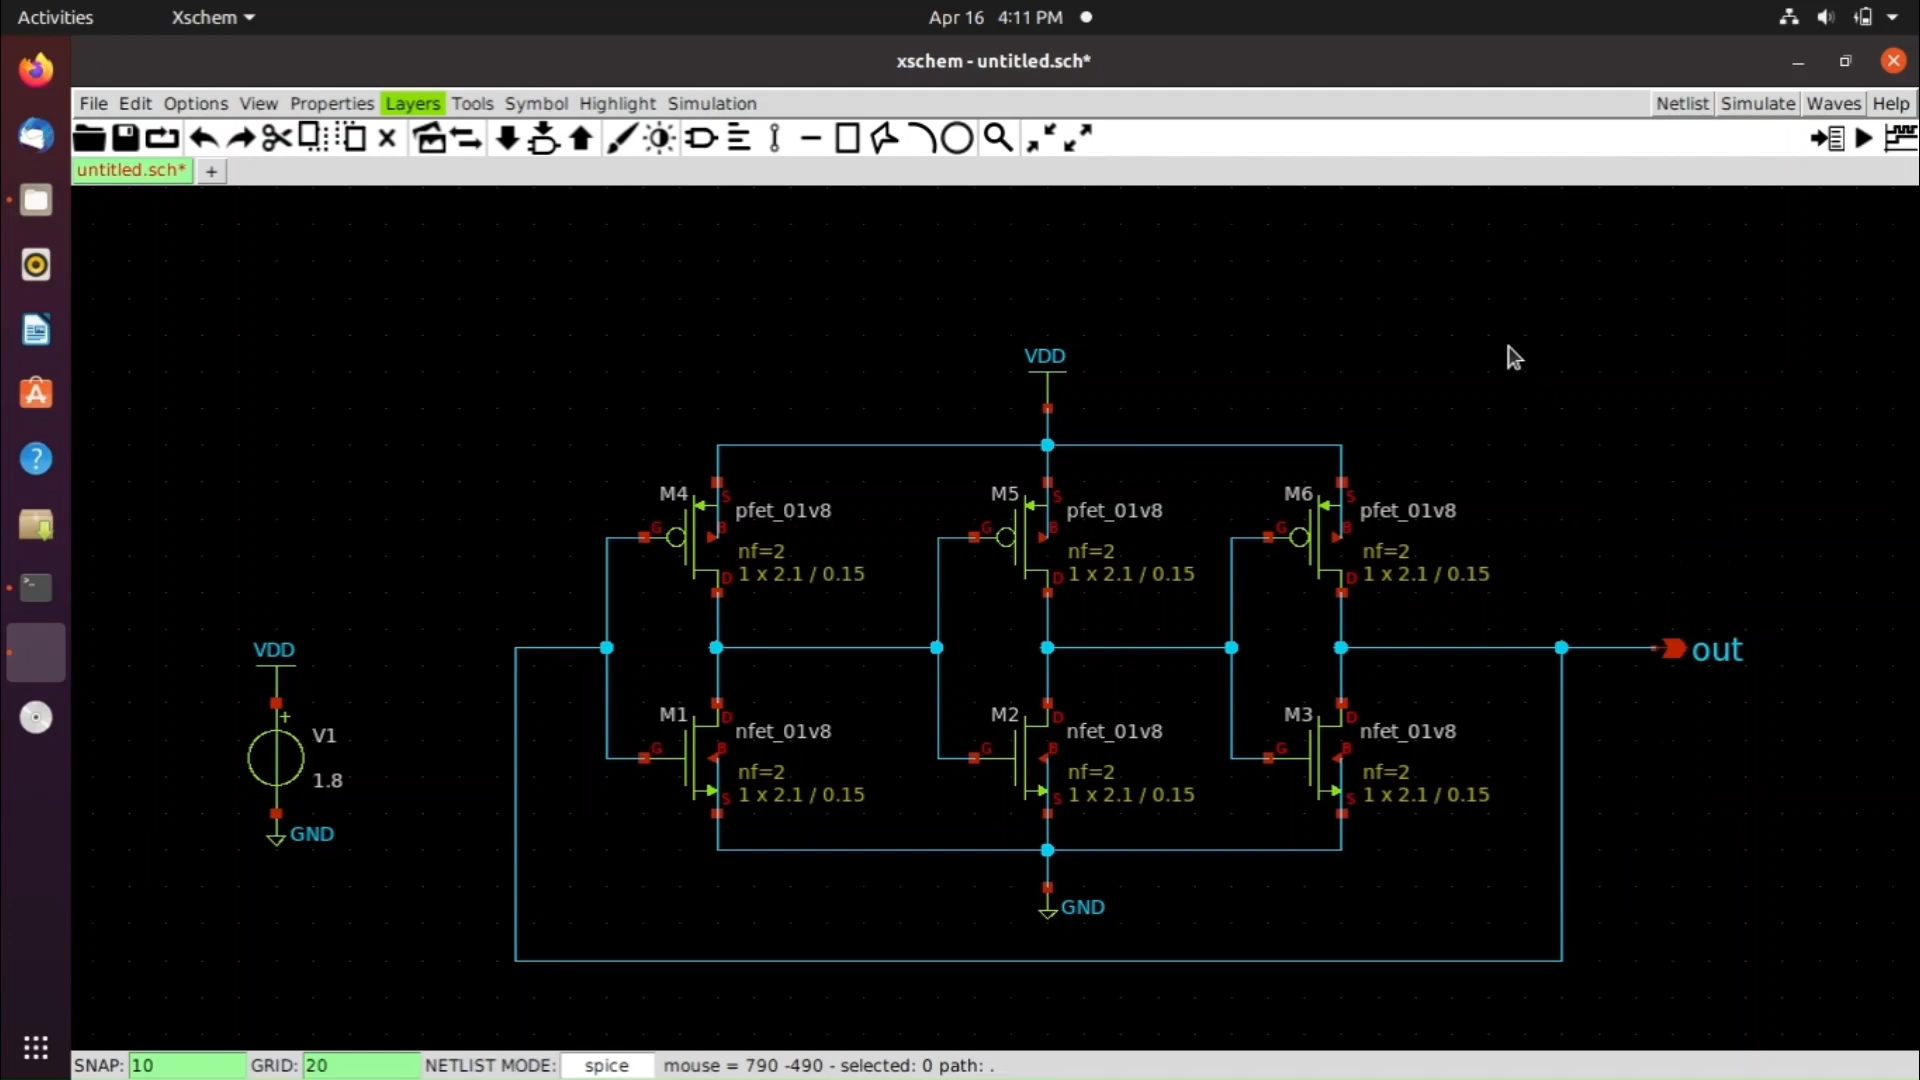 Activities Xschem Apr 16 4:11 PM
xschem - untitled.sch*
File Edit Options View Properties Layers Tools Symbol Highlight Simulation Netlist Simulate Waves Help
untitled.sch* +
VDD
M4 S pfet_01v8 M5 S pfet_01v8 M6 S pfet_01v8
G B G B G B
nf=2 nf=2 nf=2
D 1 x 2.1 / 0.15 D 1 x 2.1 / 0.15 D 1 x 2.1 / 0.15
VDD out
M1 D nfet_01v8 M2 D nfet_01v8 M3 D nfet_01v8
+ V1
G B G B G B
1.8 nf=2 nf=2 nf=2
S 1 x 2.1 / 0.15 S 1 x 2.1 / 0.15 S 1 x 2.1 / 0.15
GND
GND
SNAP: 10 GRID: 20 NETLIST MODE: spice mouse = 790 -490 - selected: 0 path: .